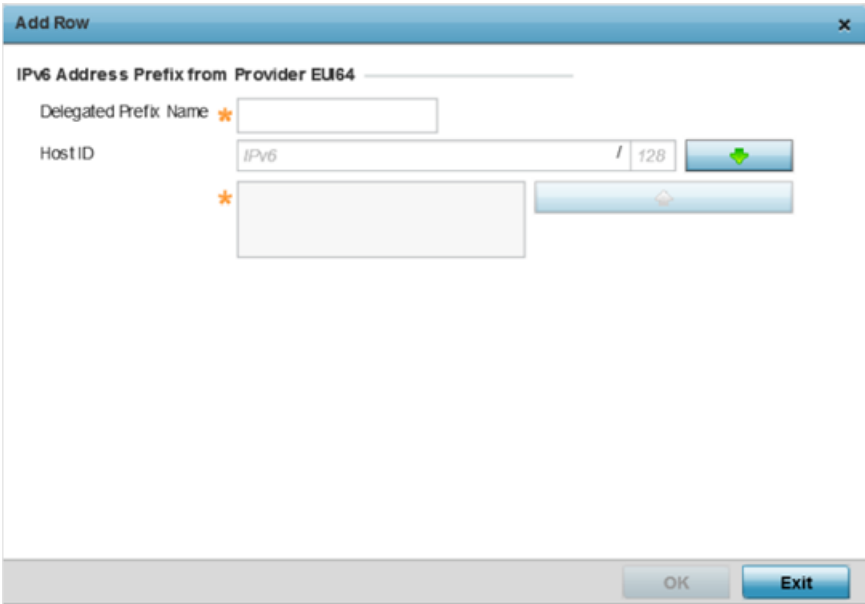 Add Row ×
IPv6 Address Prefix from Provider EUI64
Delegated Prefix Name *
Host ID IPv6 / 128
*
OK Exit